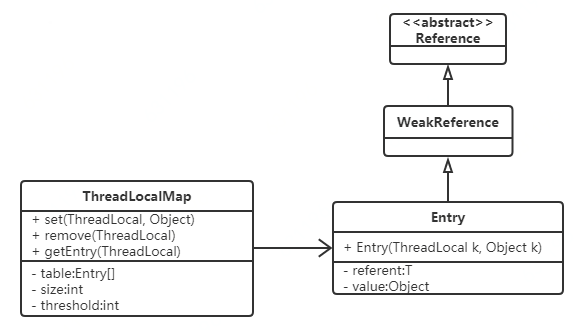 <<abstract>>
Reference
WeakReference
ThreadLocalMap
+ set(ThreadLocal, Object)
+ remove(ThreadLocal)
+ getEntry(ThreadLocal)
- table:Entry[]
- size:int
- threshold:int
Entry
+ Entry(ThreadLocal k, Object k)
- referent:T
- value:Object